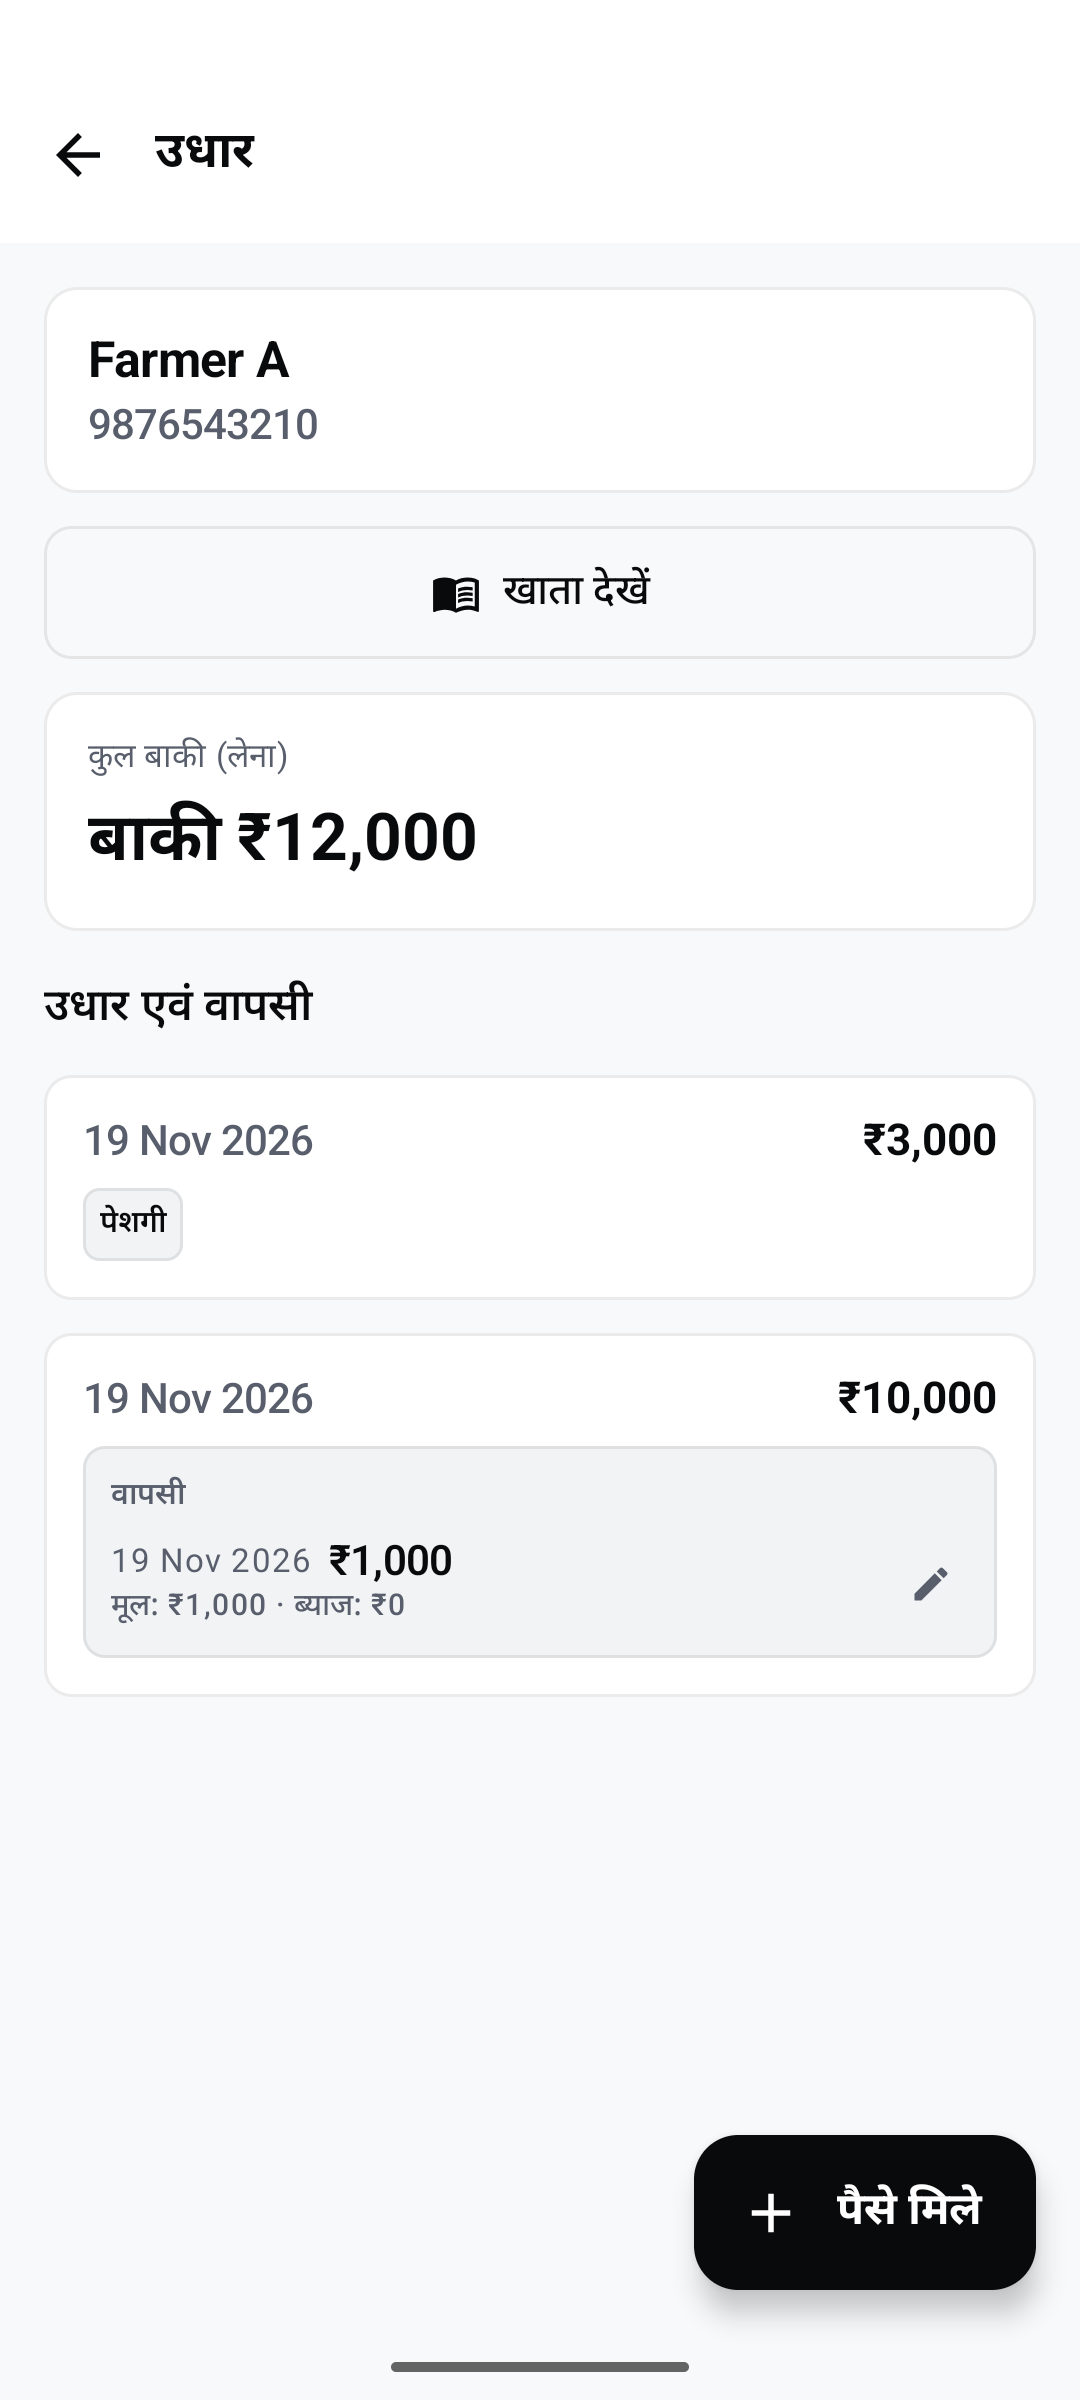 उधार
Farmer A
9876543210
खाता देखें
कुल बाकी (लेना)
बाकी ₹12,000
उधार एवं वापसी
19 Nov 2026 ₹3,000
पेशगी
19 Nov 2026 ₹10,000
वापसी
19 Nov 2026 ₹1,000
मूल: ₹1,000 · ब्याज: ₹0
पैसे मिले